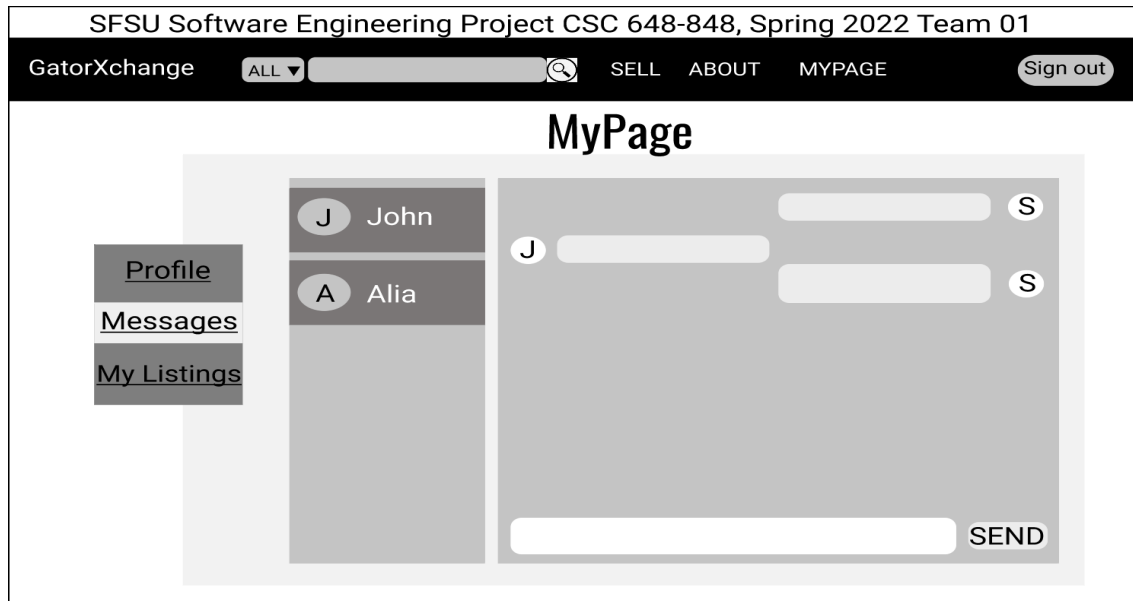 SFSU Software Engineering Project CSC 648-848, Spring 2022 Team 01
GatorXchange ALL ▼ SELL ABOUT MYPAGE Sign out
MyPage
Profile
Messages
My Listings
J John
A Alia
S
J
S
SEND